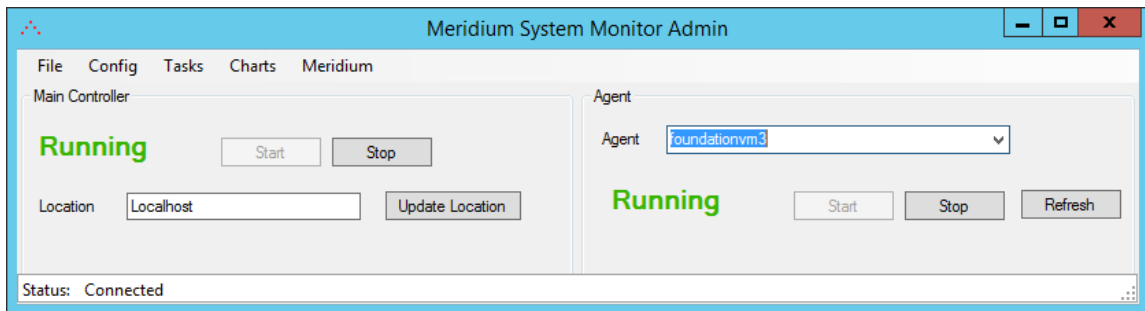 Meridium System Monitor Admin
File Config Tasks Charts Meridium
Main Controller
Running Start Stop
Location Localhost Update Location
Agent
Agent foundationvm3
Running Start Stop Refresh
Status: Connected